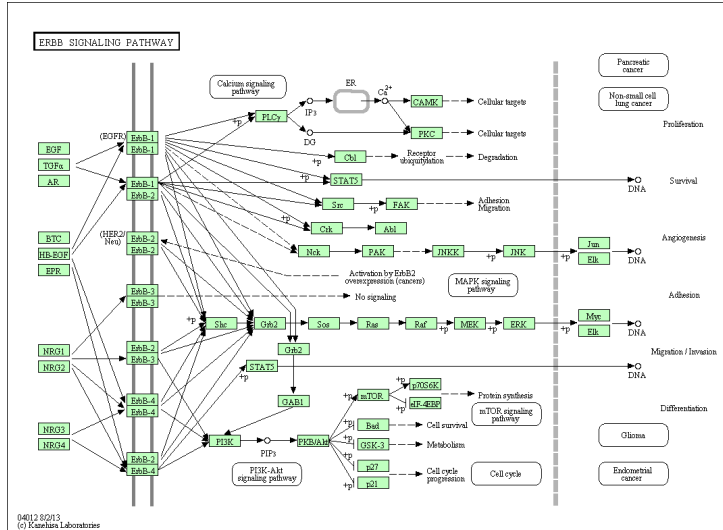 ERBB SIGNALING PATHWAY
Calcium signaling
pathway
ER
Ca2+
Pancreatic
cancer
Non-small cell
lung cancer
Proliferation
Survival
Angiogenesis
Adhesion
Migration / Invasion
Differentiation
Glioma
Endometrial
cancer
EGF
TGFα
AR
BTC
HB-EGF
EPR
NRG1
NRG2
NRG3
NRG4
(EGFR)
ErbB-1
ErbB-1
ErbB-1
ErbB-2
(HER2/
Neu)
ErbB-2
ErbB-2
ErbB-3
ErbB-3
ErbB-2
ErbB-3
ErbB-4
ErbB-4
ErbB-2
ErbB-4
+p
PLCγ
IP3
DG
CAMK
Cellular targets
PKC
Cellular targets
+p
Cbl
Receptor
ubiquitylation
Degradation
+p
STAT5
DNA
+p
Src
+p
FAK
Adhesion
Migration
+p
Crk
Abl
Nck
PAK
JNKK
JNK
+p
Jun
Elk
DNA
Activation by ErbB2
overexpression (cancers)
No signaling
MAPK signaling
pathway
+p
Shc
Grb2
Sos
Ras
Raf
+p
MEK
+p
ERK
+p
Myc
Elk
DNA
Grb2
+p
STAT5
DNA
GAB1
PI3K
PIP3
PKB/Akt
PI3K-Akt
signaling pathway
+p
mTOR
+p
p70S6K
+p
eIF-4EBP
Protein synthesis
mTOR signaling
pathway
+p
Bad
Cell survival
+p
GSK-3
Metabolism
+p
p27
+p
p21
Cell cycle
progression
Cell cycle
04012 8/2/13
(c) Kanehisa Laboratories